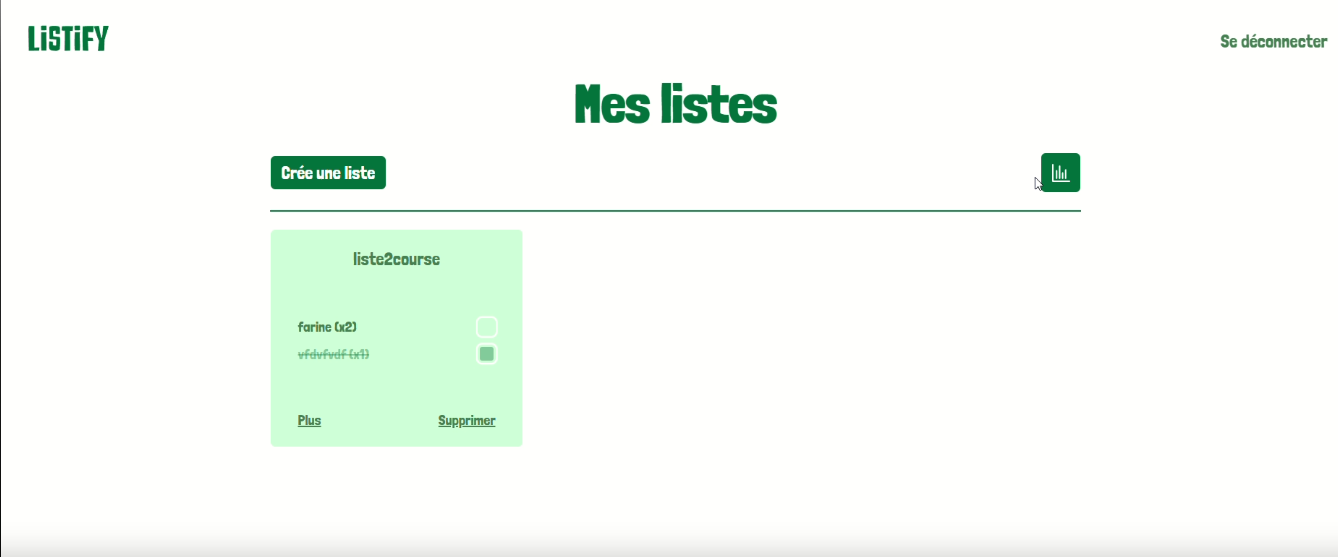 LiSTiFY
Se déconnecter
Mes listes
Crée une liste
liste2course
farine (x2)
vfdvfvdf (x1)
Plus
Supprimer